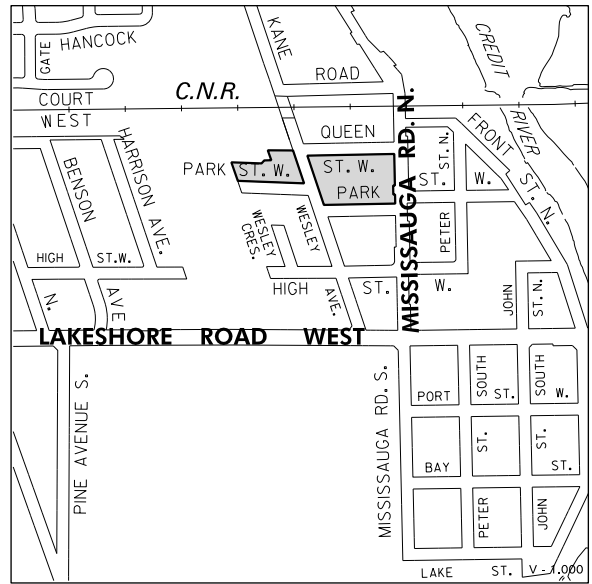 GATE
HANCOCK
KANE
ROAD
CREDIT
RIVER
COURT
C.N.R.
WEST
QUEEN
FRONT
ST. N.
HARRISON AVE.
BENSON
AVE
PARK ST. W.
ST. W.
PARK
ST. N.
ST. W.
MISSISSAUGA RD. N.
PETER
WESLEY
CRES.
WESLEY
AVE.
HIGH ST.W.
HIGH ST. W.
N.
JOHN
ST. N.
LAKESHORE ROAD WEST
PINE AVENUE S.
MISSISSAUGA RD. S.
PORT ST. W.
SOUTH
SOUTH
BAY ST.
ST.
ST.
PETER
JOHN
LAKE ST.
V - 1.000